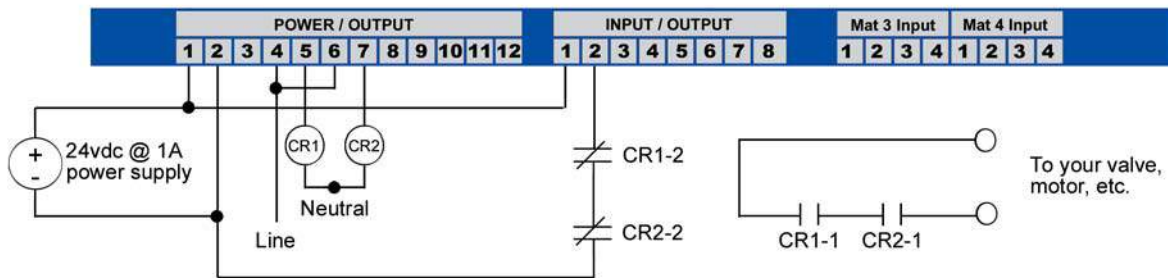 POWER / OUTPUT
1 2 3 4 5 6 7 8 9 10 11 12
INPUT / OUTPUT
1 2 3 4 5 6 7 8
Mat 3 Input Mat 4 Input
1 2 3 4 1 2 3 4
+
-
24vdc @ 1A
power supply
CR1
CR2
Neutral
Line
CR1-2
CR2-2
CR1-1
CR2-1
To your valve,
motor, etc.